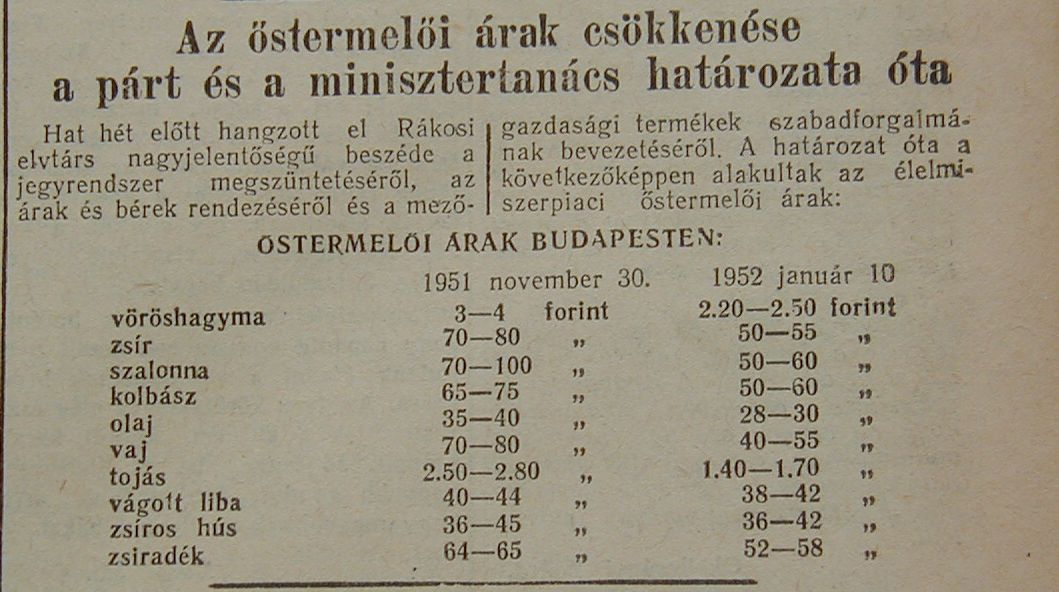 Az őstermelői árak csökkenése
a párt és a minisztertanács határozata óta
Hat hét előtt hangzott el Rákosi
elvtárs nagyjelentőségű beszéde a
jegyrendszer megszüntetéséről, az
árak és bérek rendezéséről és a mező-
gazdasági termékek szabadforgalmá-
nak bevezetéséről. A határozat óta a
következőképpen alakultak az élelmi-
szerpiaci őstermelői árak:
ŐSTERMELŐI ÁRAK BUDAPESTEN:
1951 november 30. 1952 január 10
vöröshagyma 3—4 forint 2.20—2.50 forint
zsír 70—80 „ 50—55 „
szalonna 70—100 „ 50—60 „
kolbász 65—75 „ 50—60 „
olaj 35—40 „ 28—30 „
vaj 70—80 „ 40—55 „
tojás 2.50—2.80 „ 1.40—1.70 „
vágott liba 40—44 „ 38—42 „
zsíros hús 36—45 „ 36—42 „
zsiradék 64—65 „ 52—58 „